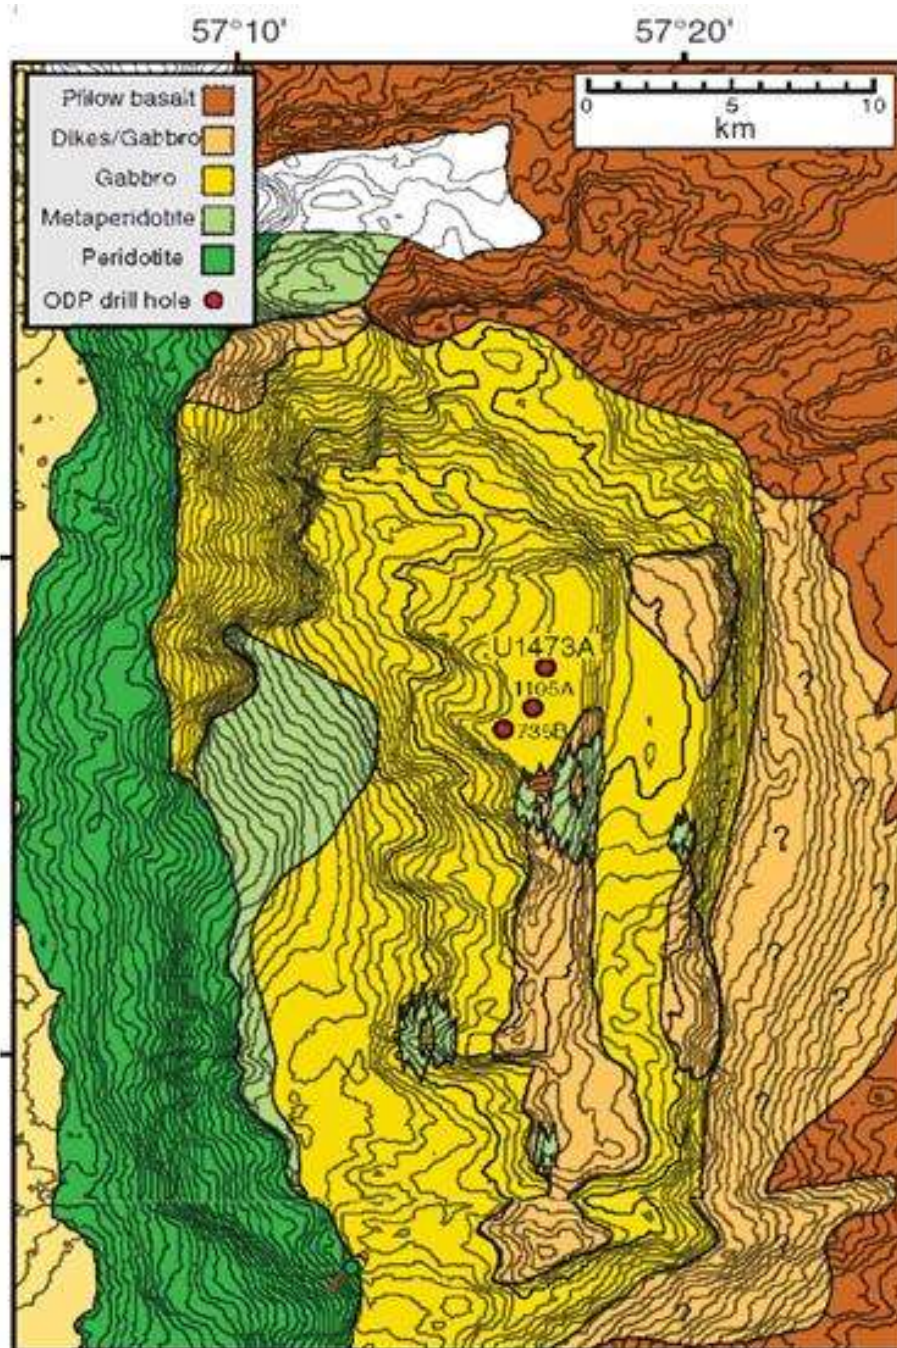 57°10' 57°20'
Pillow basalt
Dikes/Gabbro
Gabbro
Metaperidotite
Peridotite
ODP drill hole
0 5 10
km
U1473A
1105A
735B
?
?
?
?
?
?
?
?